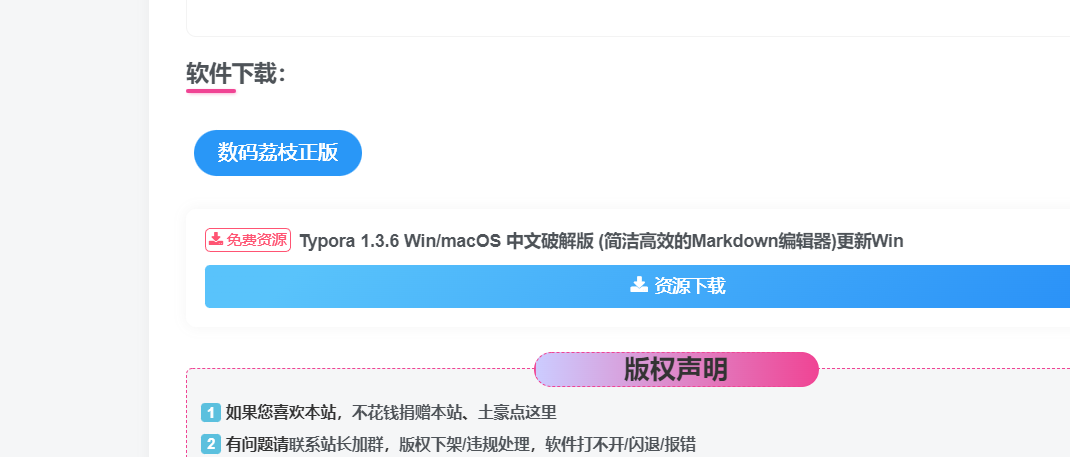 软件下载：
数码荔枝正版
免费资源 Typora 1.3.6 Win/macOS 中文破解版 (简洁高效的Markdown编辑器)更新Win
资源下载
版权声明
1 如果您喜欢本站，不花钱捐赠本站、土豪点这里
2 有问题请联系站长加群，版权下架/违规处理，软件打不开/闪退/报错